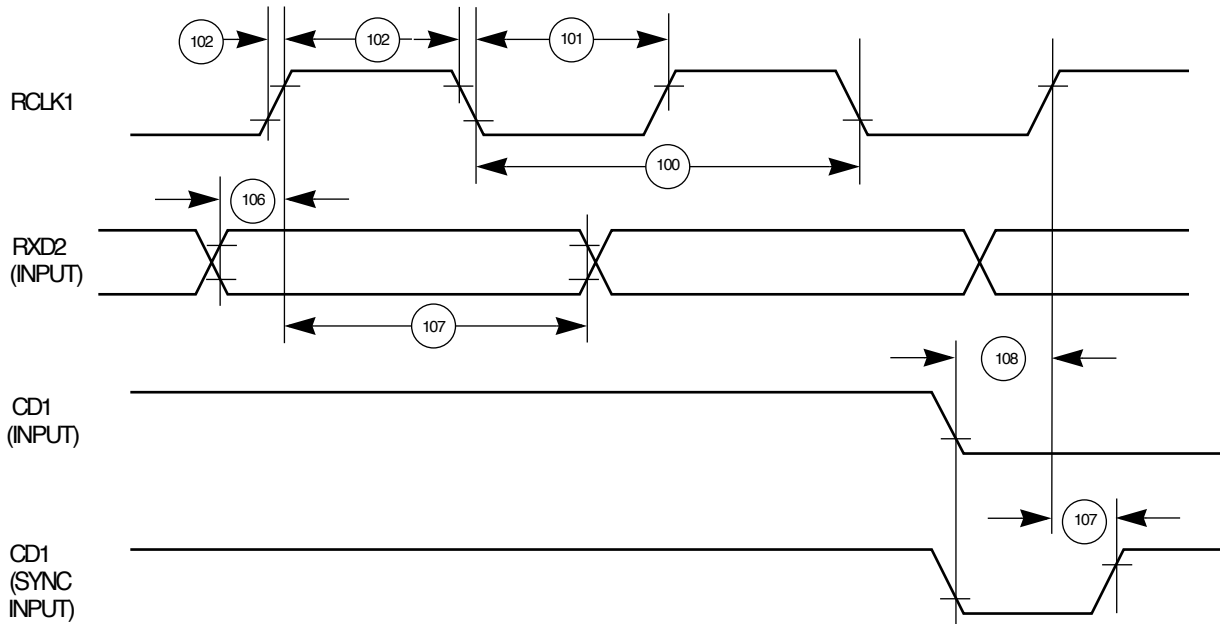 102
102
101
RCLK1
100
106
RXD2
(INPUT)
107
108
CD1
(INPUT)
107
CD1
(SYNC
INPUT)